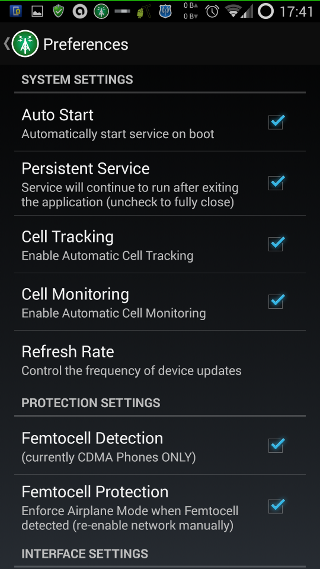 0 B
0 B
17:41
Preferences
SYSTEM SETTINGS
Auto Start
Automatically start service on boot
Persistent Service
Service will continue to run after exiting
the application (uncheck to fully close)
Cell Tracking
Enable Automatic Cell Tracking
Cell Monitoring
Enable Automatic Cell Monitoring
Refresh Rate
Control the frequency of device updates
PROTECTION SETTINGS
Femtocell Detection
(currently CDMA Phones ONLY)
Femtocell Protection
Enforce Airplane Mode when Femtocell
detected (re-enable network manually)
INTERFACE SETTINGS